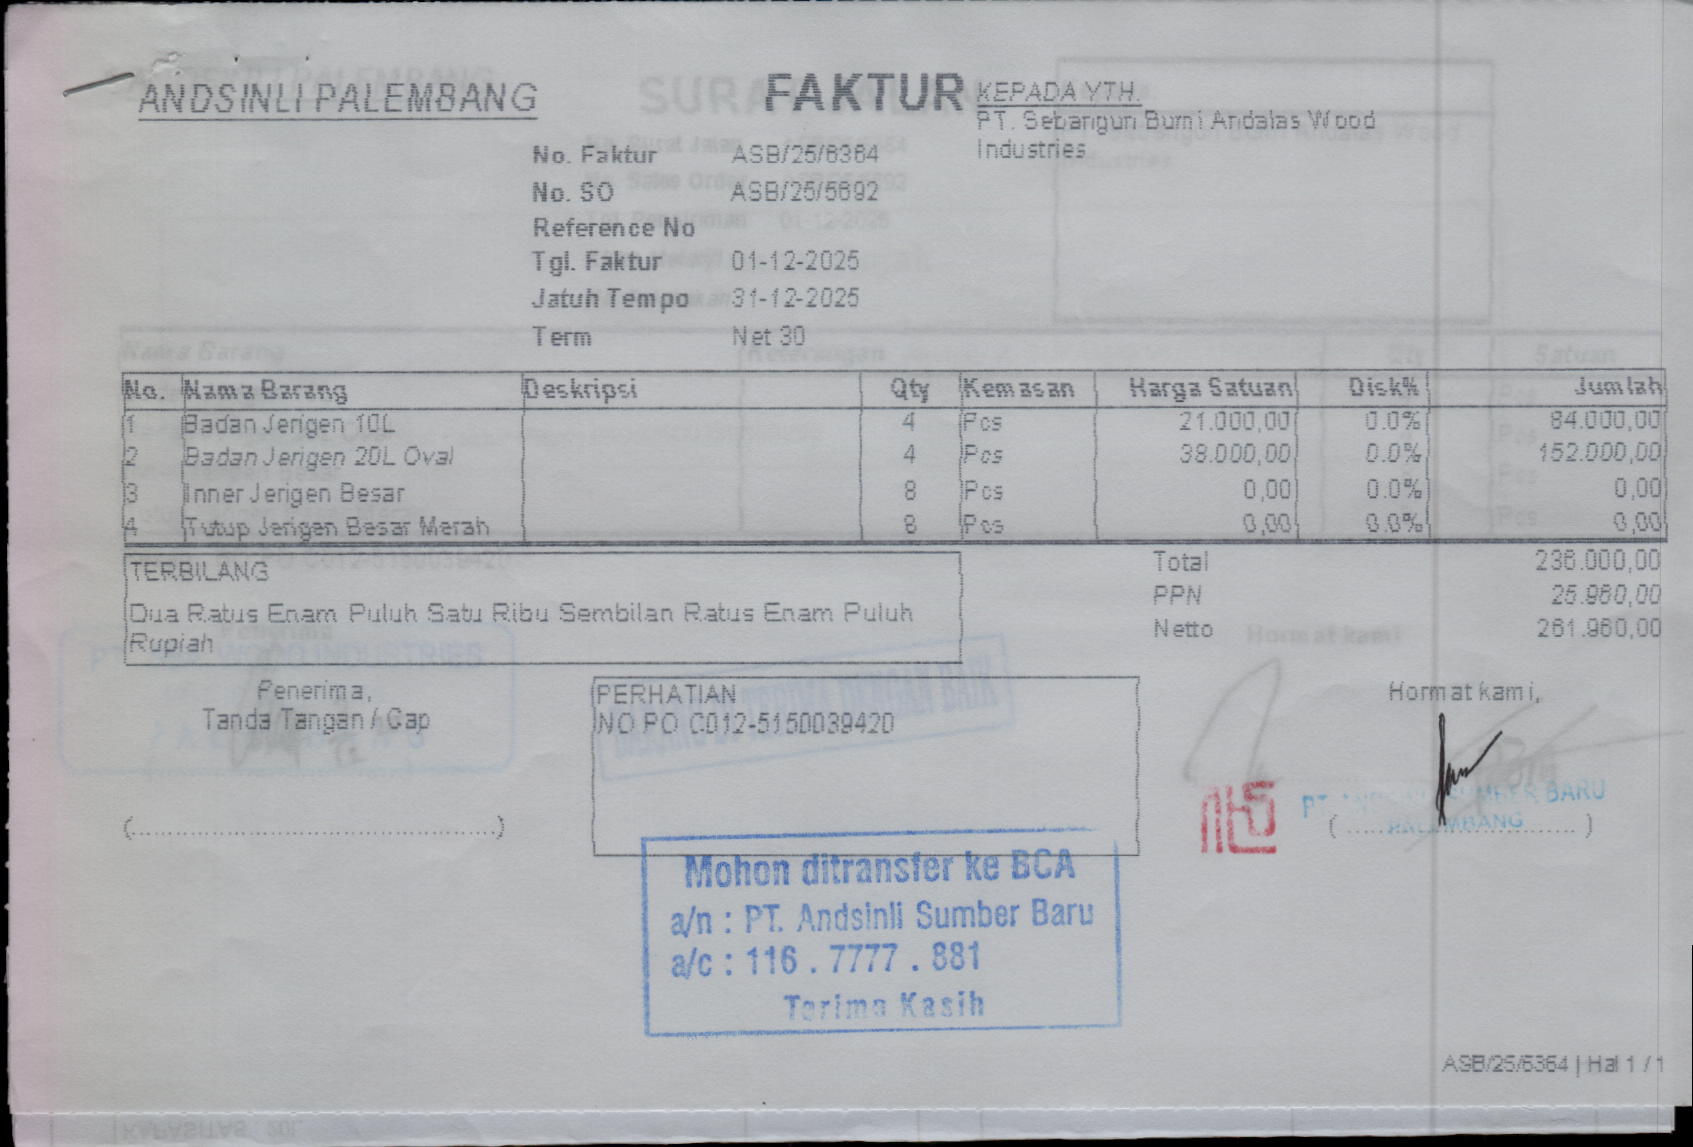 ANDSINLI PALEMBANG
FAKTUR
KEPADA YTH.
PT. Sebangun Bumi Andalas Wood
Industries
No. Faktur ASB/25/6364
No. SO ASB/25/5692
Reference No
Tgl. Faktur 01-12-2025
Jatuh Tempo 31-12-2025
Term Net 30
No. Nama Barang Deskripsi Qty Kemasan Harga Satuan Disk% Jumlah
1 Badan Jerigen 10L 4 Pcs 21.000,00 0.0% 84.000,00
2 Badan Jerigen 20L Oval 4 Pcs 38.000,00 0.0% 152.000,00
3 Inner Jerigen Besar 8 Pcs 0,00 0.0% 0,00
4 Tutup Jerigen Besar Merah 8 Pcs 0,00 0.0% 0,00
TERBILANG
Dua Ratus Enam Puluh Satu Ribu Sembilan Ratus Enam Puluh
Rupiah
Total 236.000,00
PPN 25.960,00
Netto 261.960,00
Penerima,
Tanda Tangan / Cap
PERHATIAN
NO PO C012-5150039420
Hormat kami,
PT. ANDSINLI SUMBER BARU
PALEMBANG
Mohon ditransfer ke BCA
a/n : PT. Andsinli Sumber Baru
a/c : 116 . 7777 . 881
Terima Kasih
ASB/25/6364 | Hal 1 / 1